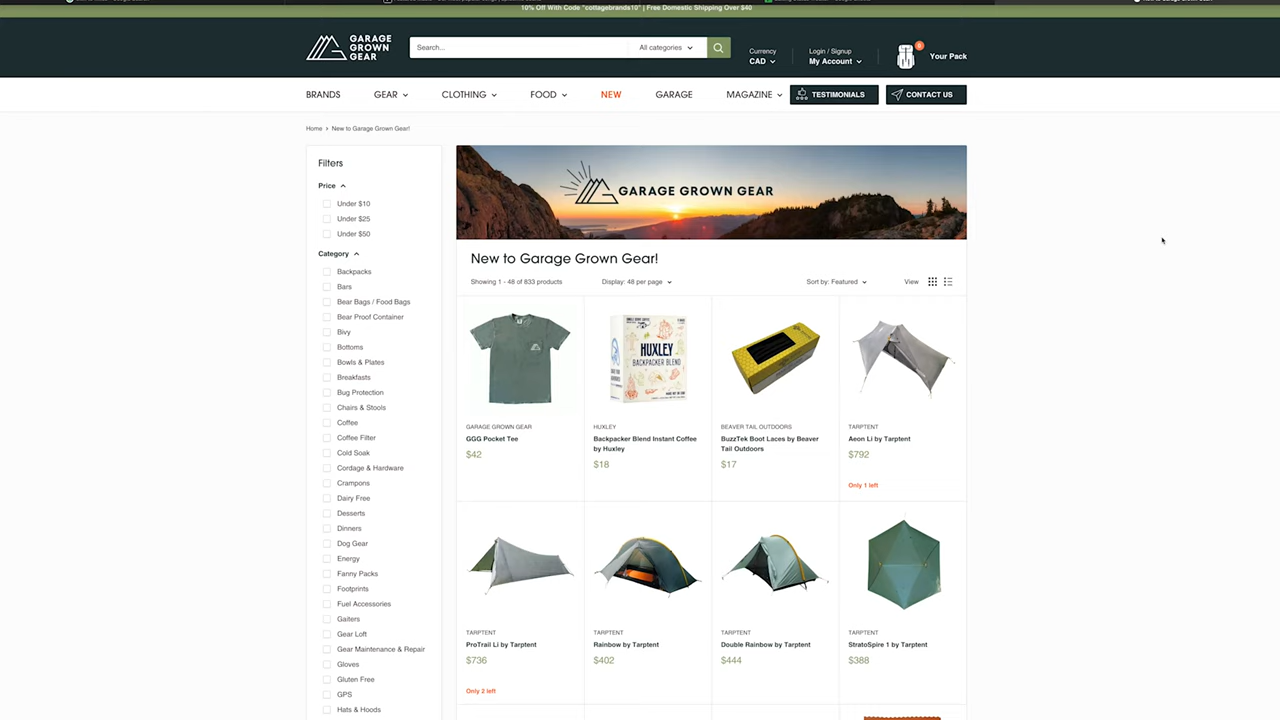 10% Off With Code "cottagebrands10" | Free Domestic Shipping Over $40
GARAGE
GROWN
GEAR
Search...
All categories
Currency
CAD
Login / Signup
My Account
0
Your Pack
BRANDS
GEAR
CLOTHING
FOOD
NEW
GARAGE
MAGAZINE
TESTIMONIALS
CONTACT US
Home › New to Garage Grown Gear!
Filters
Price
Under $10
Under $25
Under $50
Category
Backpacks
Bars
Bear Bags / Food Bags
Bear Proof Container
Bivy
Bottoms
Bowls & Plates
Breakfasts
Bug Protection
Chairs & Stools
Coffee
Coffee Filter
Cold Soak
Cordage & Hardware
Crampons
Dairy Free
Desserts
Dinners
Dog Gear
Energy
Fanny Packs
Footprints
Fuel Accessories
Gaiters
Gear Loft
Gear Maintenance & Repair
Gloves
Gluten Free
GPS
Hats & Hoods
GARAGE GROWN GEAR
New to Garage Grown Gear!
Showing 1 - 48 of 833 products
Display: 48 per page
Sort by: Featured
View
HUXLEY
BACKPACKER BLEND
GARAGE GROWN GEAR
GGG Pocket Tee
$42
HUXLEY
Backpacker Blend Instant Coffee
by Huxley
$18
BEAVER TAIL OUTDOORS
BuzzTek Boot Laces by Beaver
Tail Outdoors
$17
TARPTENT
Aeon Li by Tarptent
$792
Only 1 left
TARPTENT
ProTrail Li by Tarptent
$736
Only 2 left
TARPTENT
Rainbow by Tarptent
$402
TARPTENT
Double Rainbow by Tarptent
$444
TARPTENT
StratoSpire 1 by Tarptent
$388